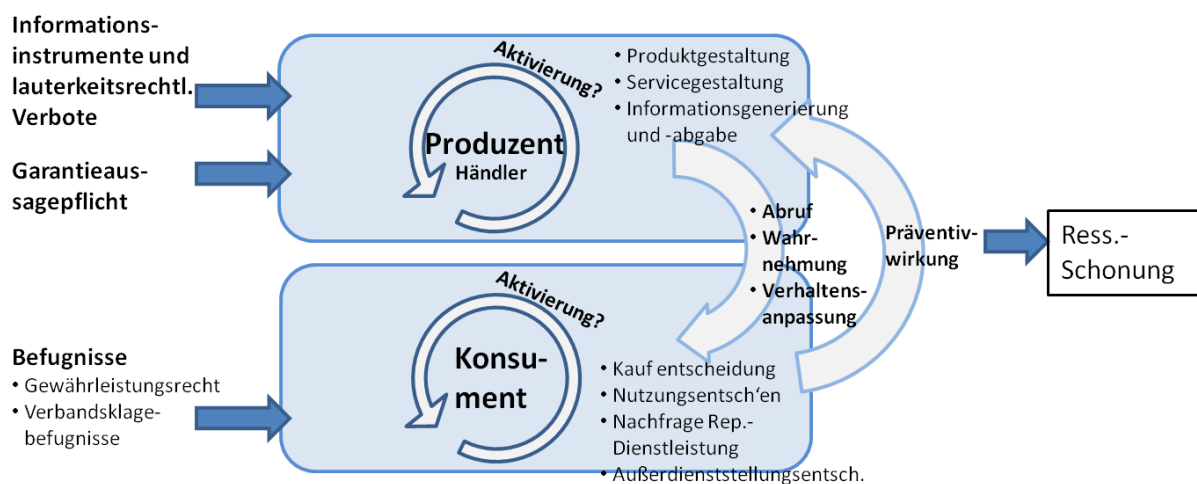 Informations-
instrumente und
lauterkeitsrechtl.
Verbote
Garantieaus-
sagepflicht
Aktivierung?
Produzent
Händler
• Produktgestaltung
• Servicegestaltung
• Informationsgenerierung
und -abgabe
• Abruf
• Wahr-
nehmung
• Verhaltens-
anpassung
Präventiv-
wirkung
Ress.-
Schonung
Befugnisse
• Gewährleistungsrecht
• Verbandsklage-
befugnisse
Aktivierung?
Konsu-
ment
• Kauf entscheidung
• Nutzungsentsch‘en
• Nachfrage Rep.-
Dienstleistung
• Außerdienststellungsentsch.